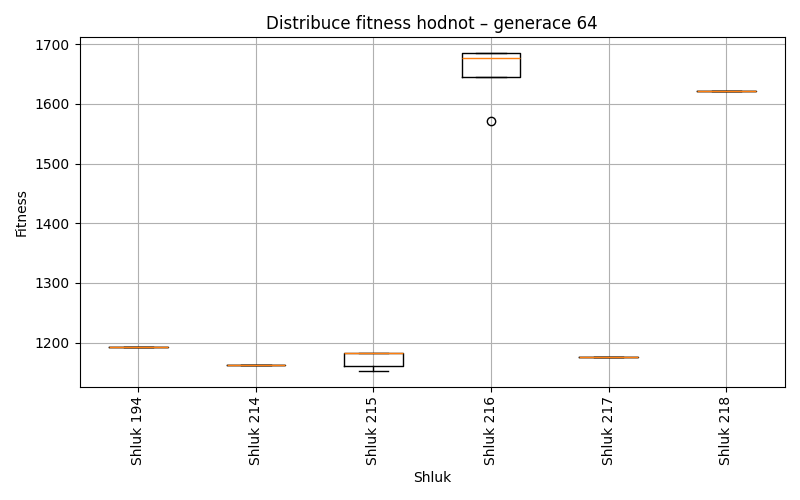 Distribuce fitness hodnot – generace 64
Fitness
1700
1600
1500
1400
1300
1200
Shluk 194
Shluk 214
Shluk 215
Shluk 216
Shluk 217
Shluk 218
Shluk